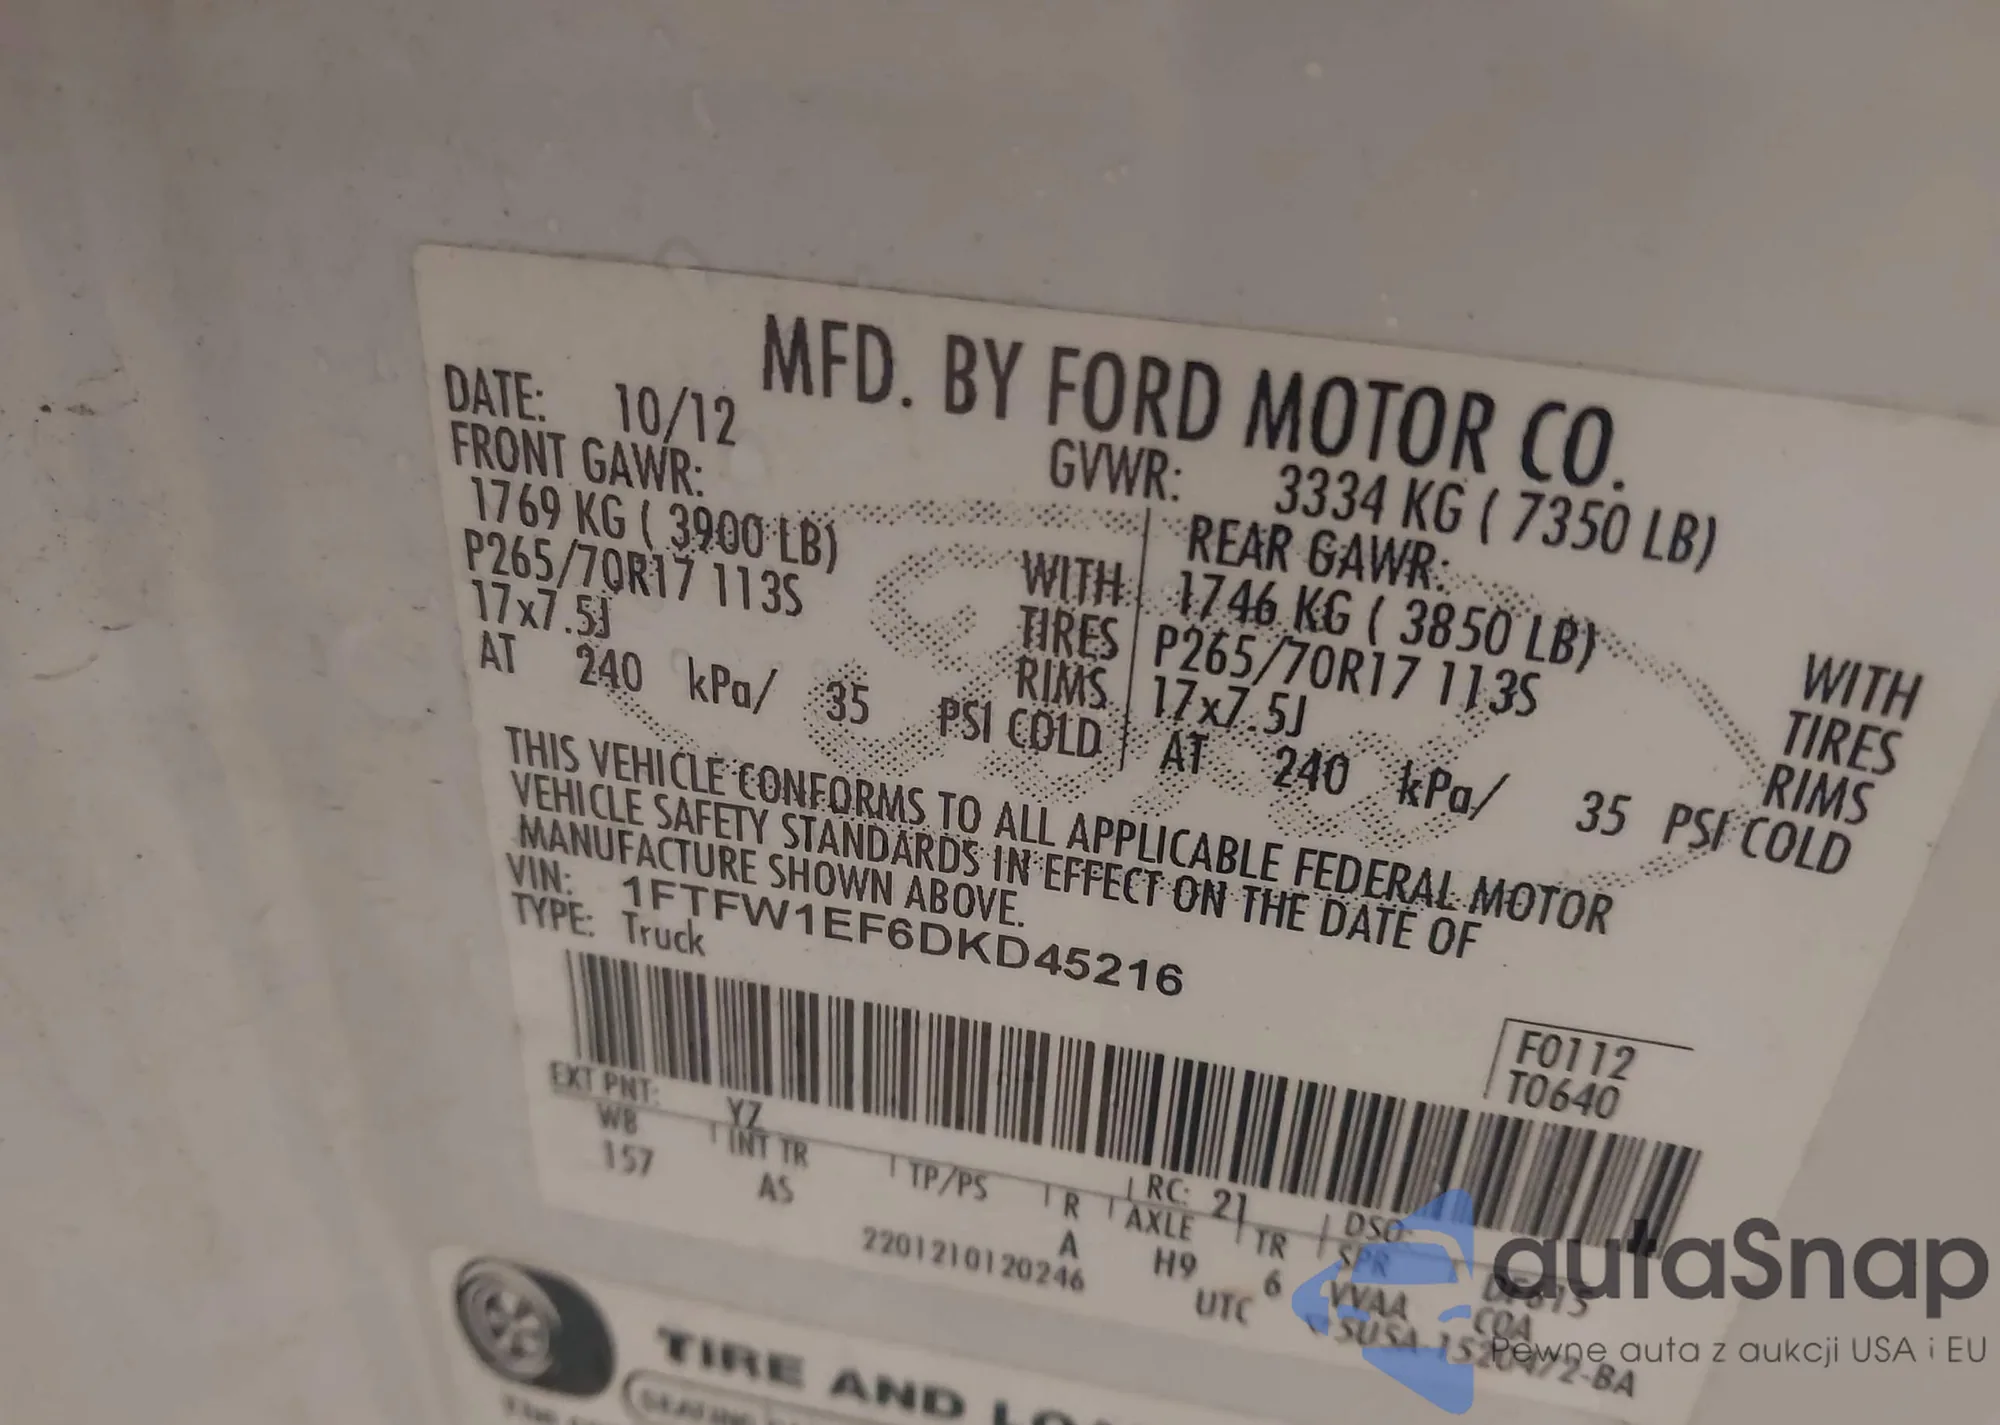 MFD. BY FORD MOTOR CO.
DATE: 10/12
GVWR: 3334 KG ( 7350 LB)
FRONT GAWR:
1769 KG ( 3900 LB)
P265/70R17 113S
17x7.5J
AT 240 kPa/ 35 PSI COLD
WITH
TIRES
RIMS
REAR GAWR:
1746 KG ( 3850 LB)
P265/70R17 113S
17x7.5J
AT 240 kPa/ 35 PSI COLD
WITH
TIRES
RIMS
THIS VEHICLE CONFORMS TO ALL APPLICABLE FEDERAL MOTOR
VEHICLE SAFETY STANDARDS IN EFFECT ON THE DATE OF
MANUFACTURE SHOWN ABOVE.
VIN: 1FTFW1EF6DKD45216
TYPE: Truck
F0112
T0640
EXT PNT: YZ
RC: 21
DSO:
WB
INT TR
TP/PS
R
AXLE
TR
SPR
157
AS
A
H9
6
VVAA
2201210120246
UTC
TIRE AND
autaSnap
Pewne auta z aukcji USA i EU